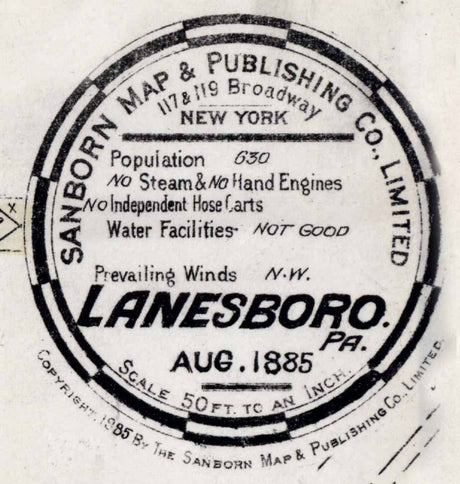 SANBORN MAP & PUBLISHING CO., LIMITED
117 & 119 Broadway
NEW YORK
Population 630
No Steam & No Hand Engines
No Independent Hose Carts
Water Facilities - NOT GOOD
Prevailing Winds N.W.
LANESBORO.
PA.
AUG. 1885
SCALE 50 FT. TO AN INCH.
COPYRIGHT, 1885 BY THE SANBORN MAP & PUBLISHING CO., LIMITED.